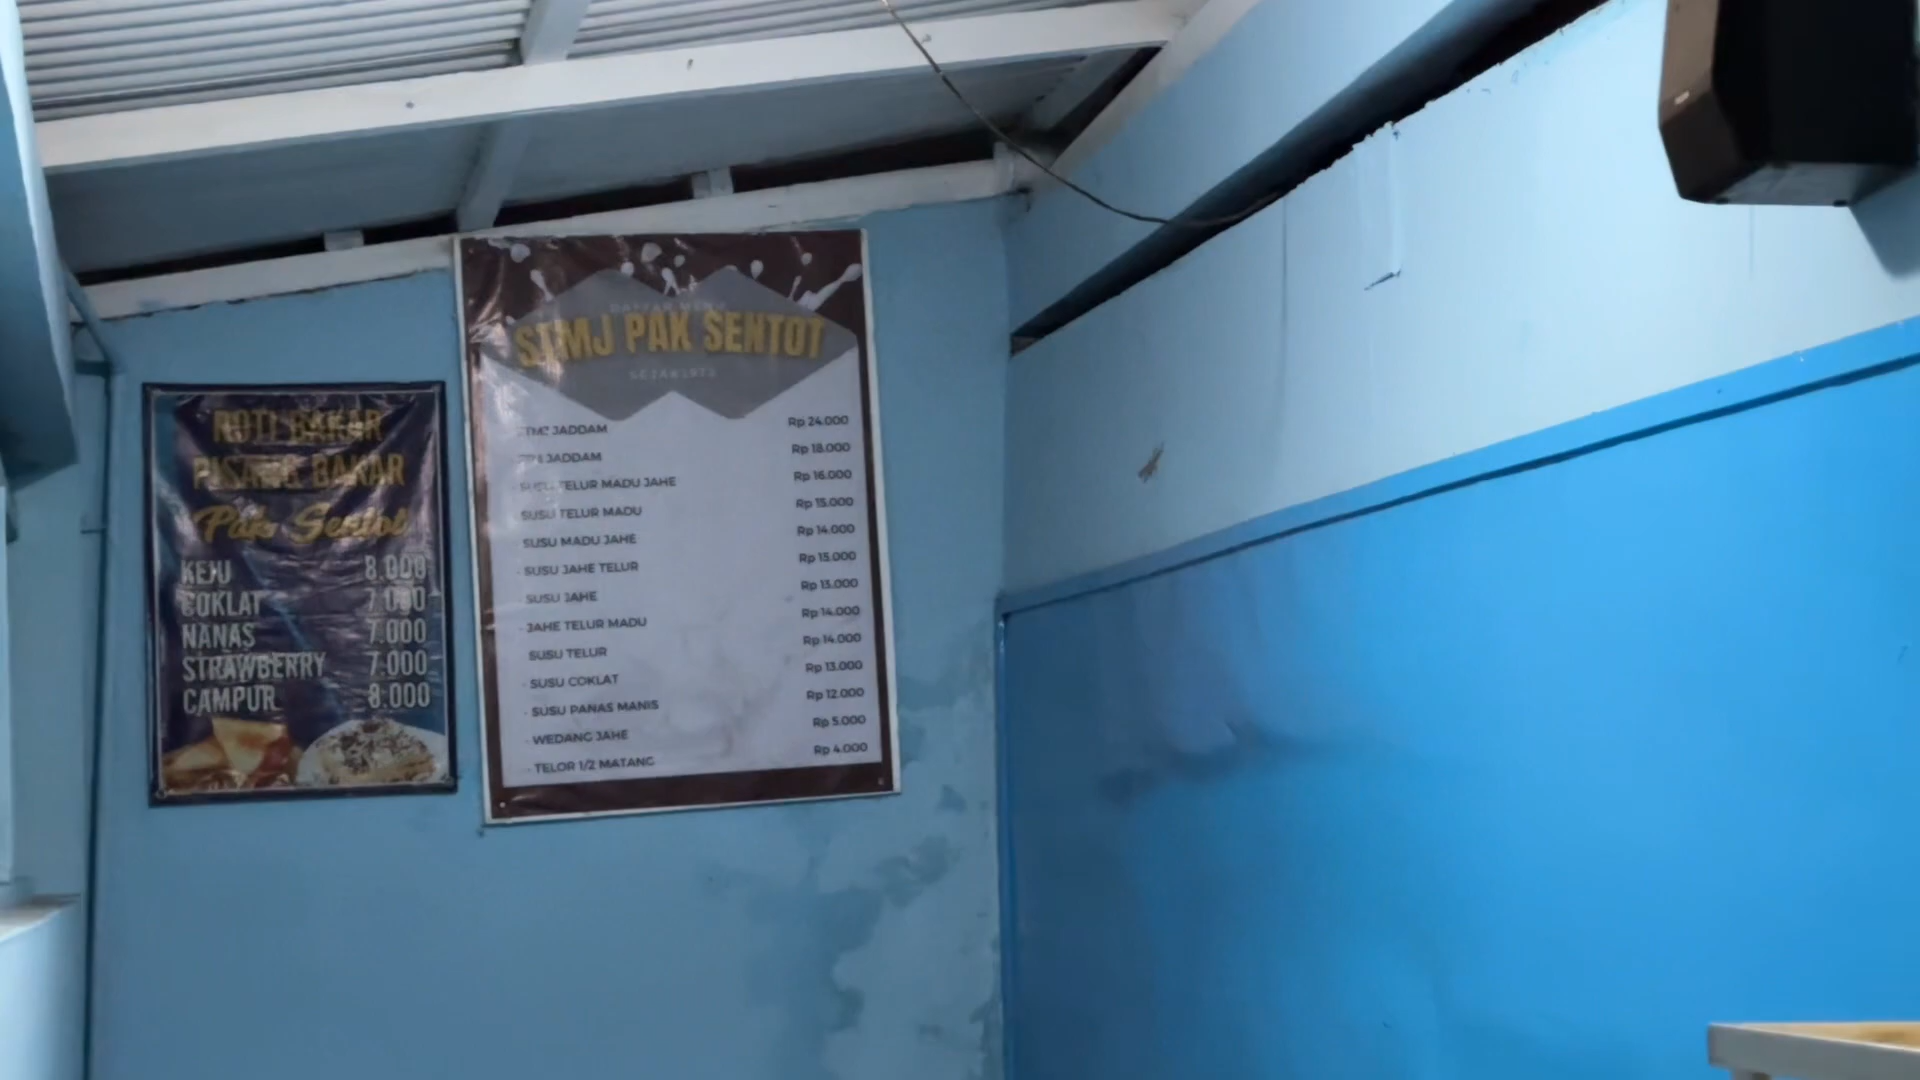 ROTI BAKAR
PISANG BAKAR
Pak Sentot
KEJU 8.000
COKLAT 7.000
NANAS 7.000
STRAWBERRY 7.000
CAMPUR 8.000
DAFTAR MENU
STMJ PAK SENTOT
JADDAM Rp 24.000
JADDAM Rp 18.000
- SUSU TELUR MADU JAHE Rp 16.000
- SUSU TELUR MADU Rp 15.000
- SUSU MADU JAHE Rp 14.000
- SUSU JAHE TELUR Rp 15.000
- SUSU JAHE Rp 13.000
- JAHE TELUR MADU Rp 14.000
- SUSU TELUR Rp 14.000
- SUSU COKLAT Rp 13.000
- SUSU PANAS MANIS Rp 12.000
- WEDANG JAHE Rp 5.000
- TELOR 1/2 MATANG Rp 4.000